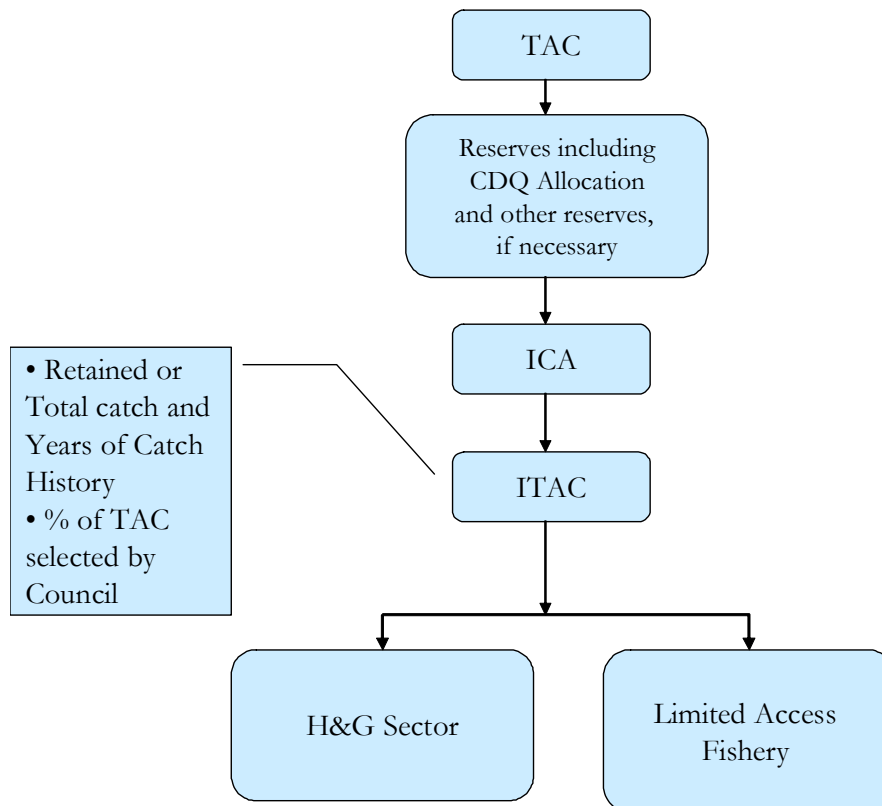 TAC
Reserves including
CDQ Allocation
and other reserves,
if necessary
ICA
• Retained or
Total catch and
Years of Catch
History
• % of TAC
selected by
Council
ITAC
H&G Sector
Limited Access
Fishery